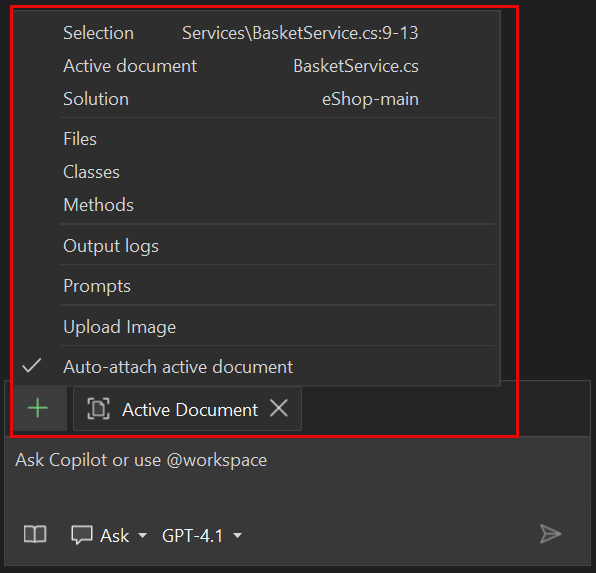 Selection Services\BasketService.cs:9-13
Active document BasketService.cs
Solution eShop-main
Files
Classes
Methods
Output logs
Prompts
Upload Image
Auto-attach active document
Active Document
Ask Copilot or use @workspace
Ask GPT-4.1